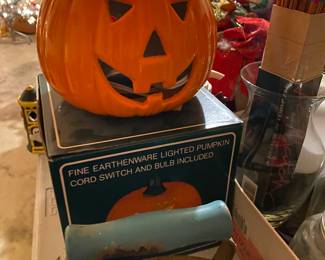 FINE EARTHENWARE LIGHTED PUMPKIN
CORD SWITCH AND BULB INCLUDED